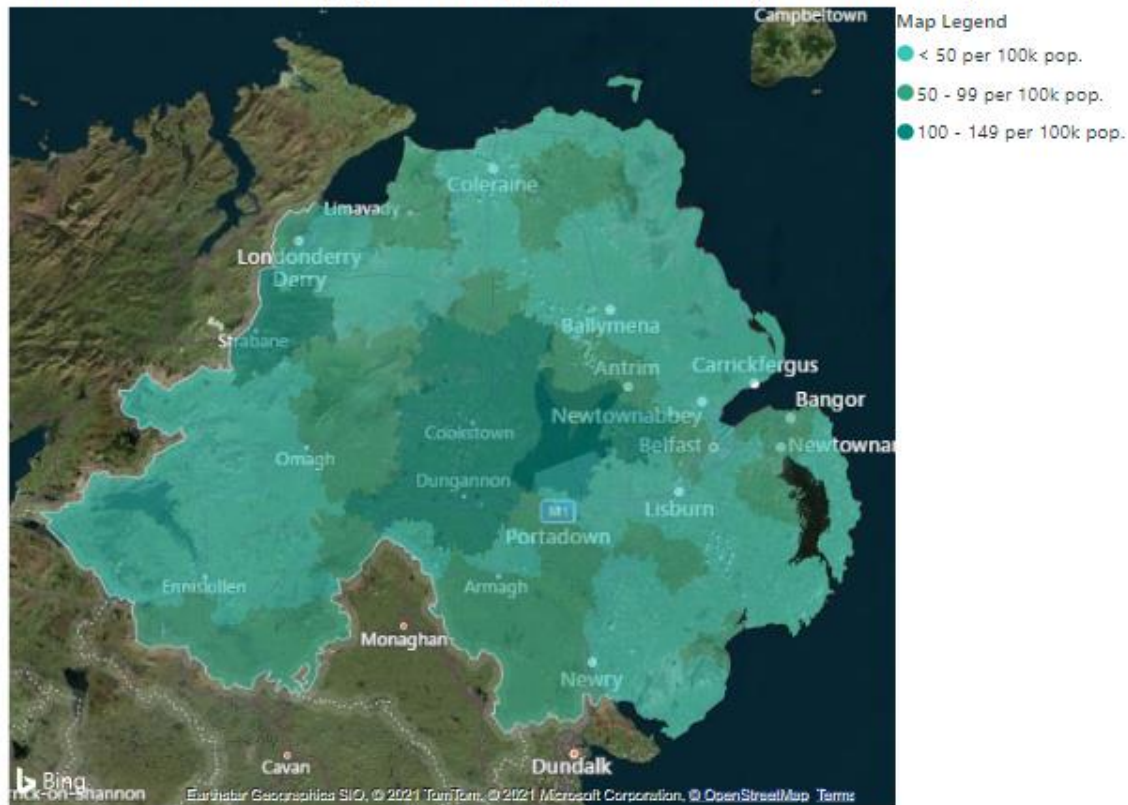 Campbeltown
Map Legend
< 50 per 100k pop.
50 - 99 per 100k pop.
100 - 149 per 100k pop.
Coleraine
Limavady
Londonderry
Derry
Strabane
Ballymena
Antrim
Carrickfergus
Newtownabbey
Bangor
Cookstown
Belfast
Newtownar
Omagh
Dungannon
M1
Lisburn
Portadown
Enniskillen
Armagh
Monaghan
Newry
Cavan
Dundalk
Bing
rrick-on-Shannon
Earthstar Geographics SIO, © 2021 TomTom, © 2021 Microsoft Corporation, © OpenStreetMap Terms